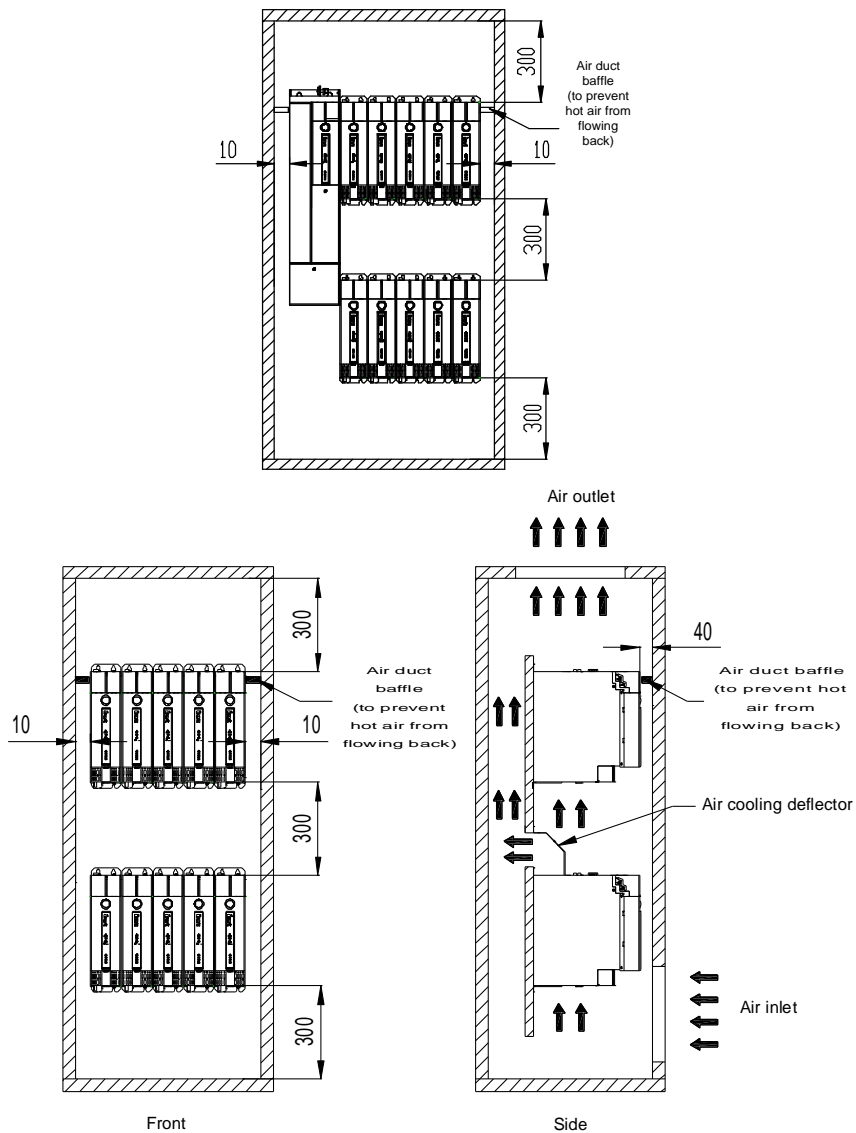 300
Air duct
baffle
(to prevent
hot air from
flowing
back)
10
10
300
300
Air outlet
300
40
Air duct
baffle
(to prevent
hot air from
flowing back)
Air duct baffle
(to prevent hot
air from
flowing back)
10
10
300
Air cooling deflector
300
Air inlet
Front
Side